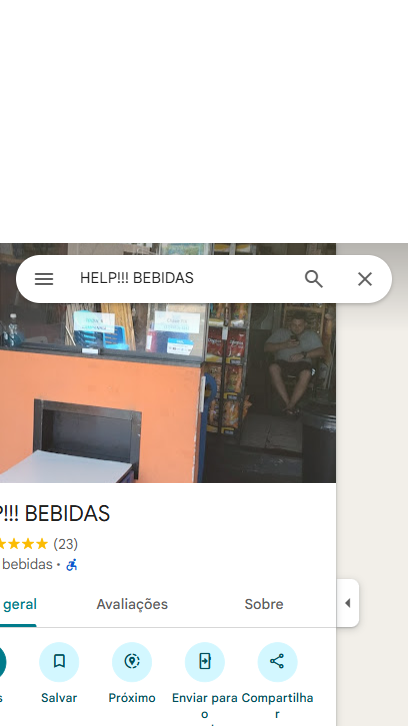 HELP!!! BEBIDAS
P!!! BEBIDAS
(23)
bebidas ·
geral Avaliações Sobre
s Salvar Próximo Enviar para o Compartilhar